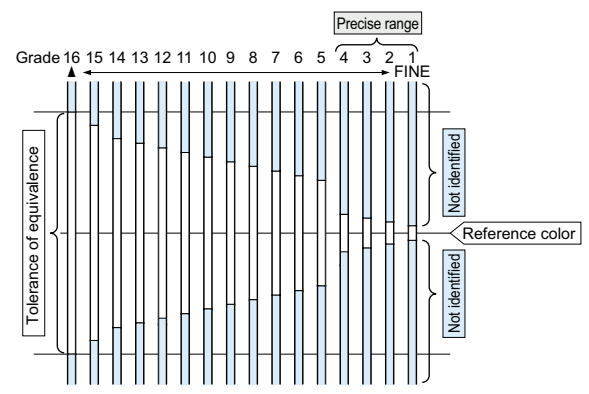 Precise range
Grade 16 15 14 13 12 11 10 9 8 7 6 5 4 3 2 1
FINE
Tolerance of equivalence
Not identified
Reference color
Not identified